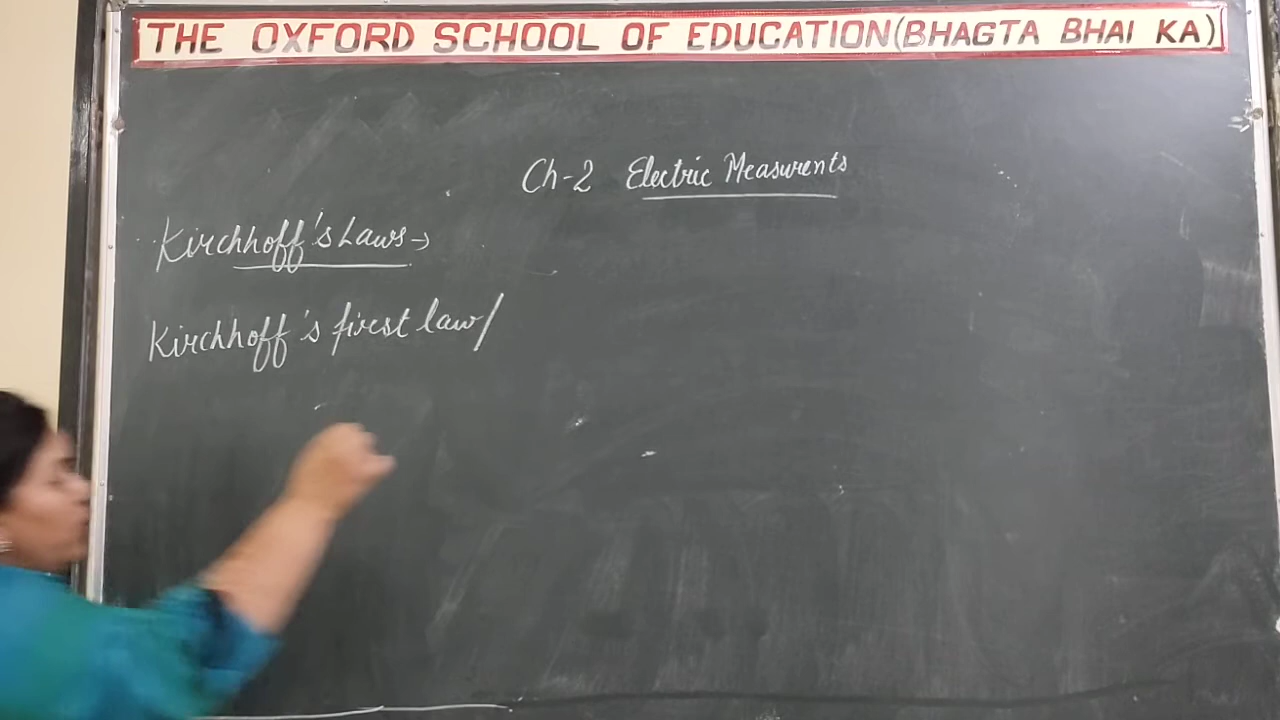 THE OXFORD SCHOOL OF EDUCATION(BHAGTA BHAI KA)
Ch-2 Electric Measurents
Kirchhoff's Laws→
Kirchhoff's first law/